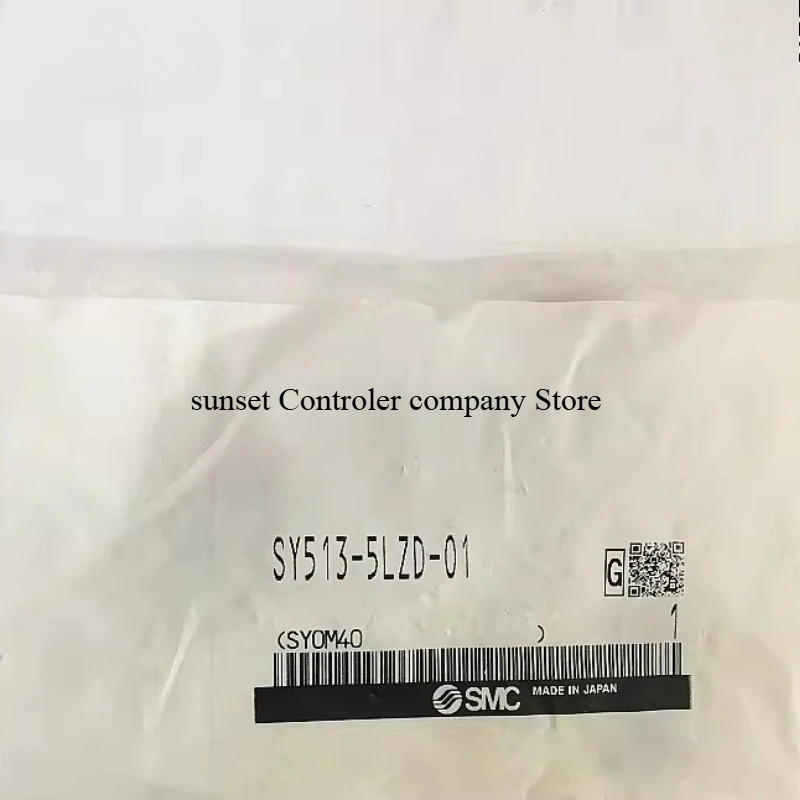 sunset Controler company Store
SY513-5LZD-01
G
1
(SYOM40 )
SMC MADE IN JAPAN